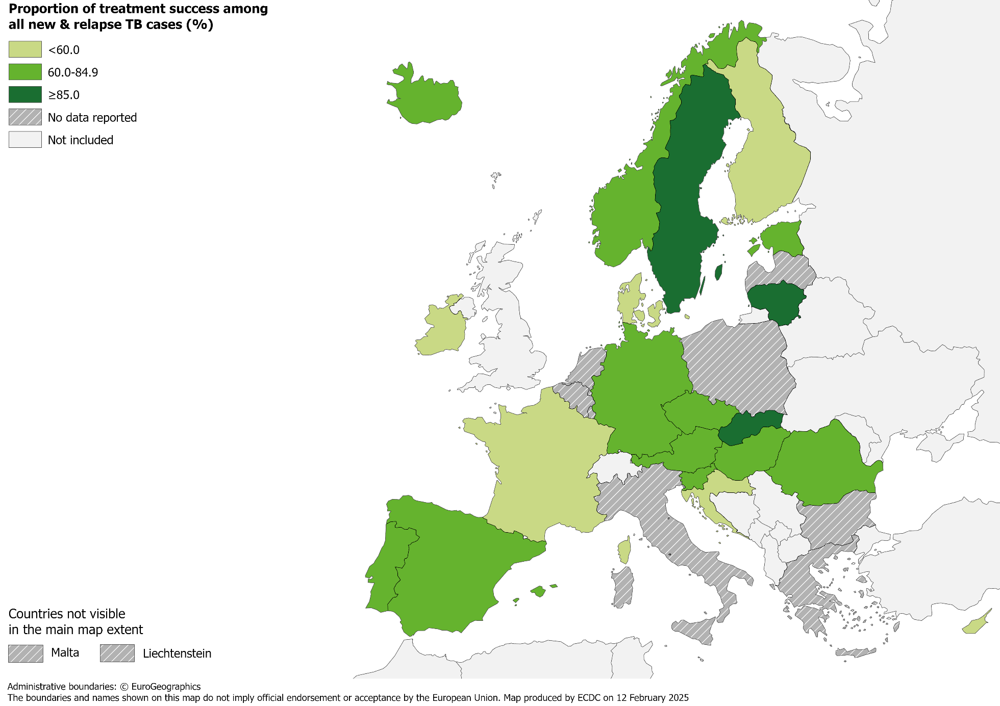 Proportion of treatment success among
all new & relapse TB cases (%)
<60.0
60.0-84.9
≥85.0
No data reported
Not included
Countries not visible
in the main map extent
Malta
Liechtenstein
Administrative boundaries: © EuroGeographics
The boundaries and names shown on this map do not imply official endorsement or acceptance by the European Union. Map produced by ECDC on 12 February 2025